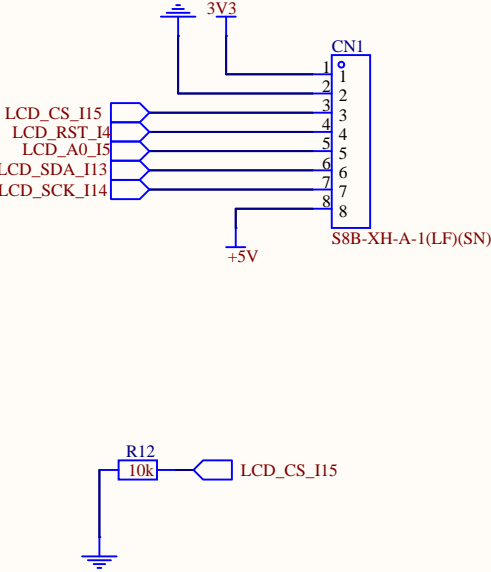 3V3
CN1
1 1
2 2
LCD_CS_I15 3 3
LCD_RST_I4 4 4
LCD_A0_I5 5 5
LCD_SDA_I13 6 6
LCD_SCK_I14 7 7
8 8
S8B-XH-A-1(LF)(SN)
+5V
R12
10k LCD_CS_I15